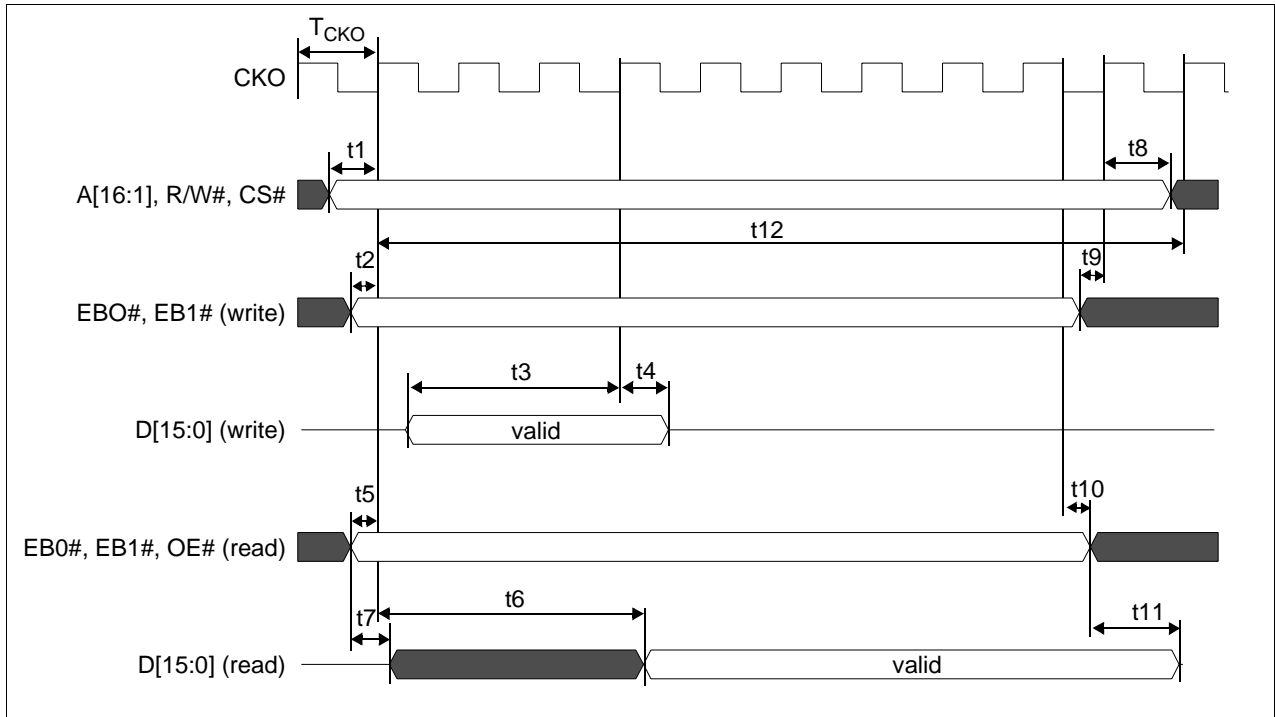 TCKO
CKO
t1
t8
A[16:1], R/W#, CS#
t12
t2
t9
EBO#, EB1# (write)
t3
t4
D[15:0] (write)
valid
t5
t10
EB0#, EB1#, OE# (read)
t6
t7
t11
D[15:0] (read)
valid